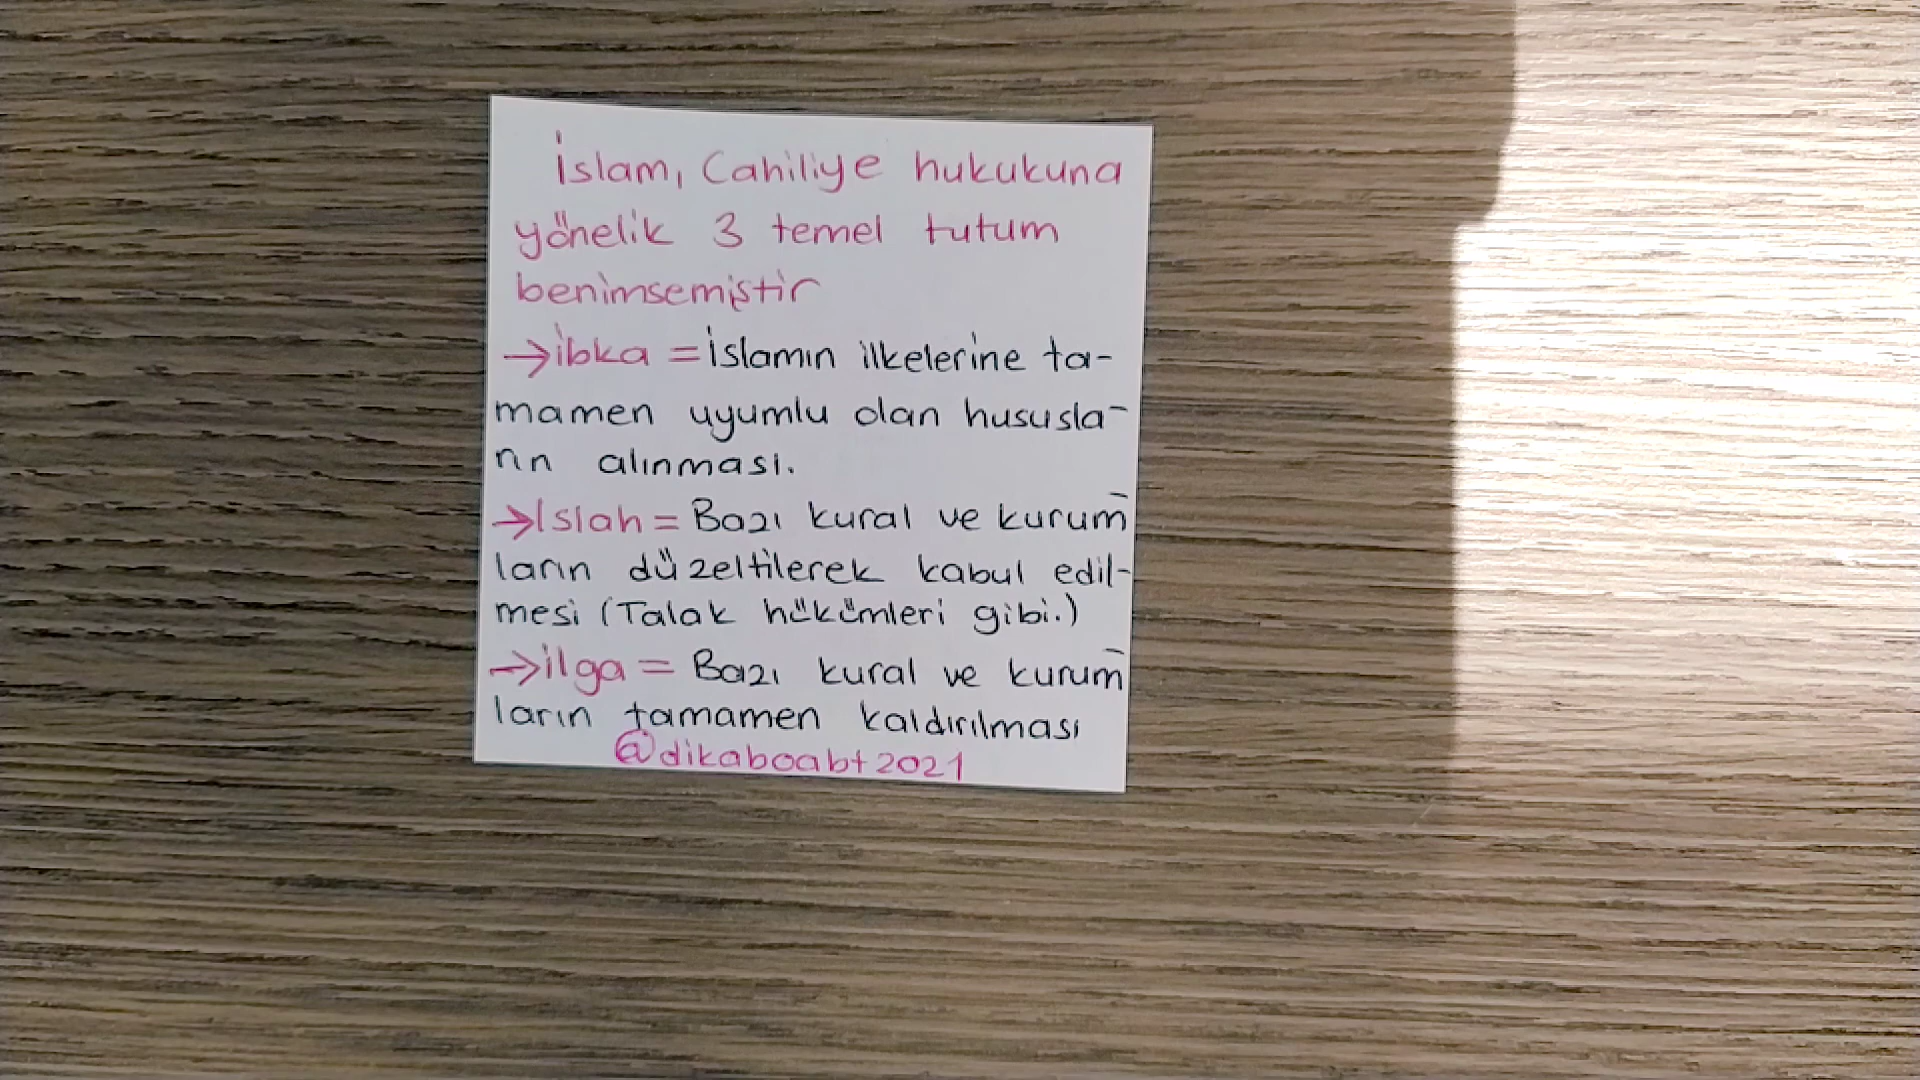 İslam, Cahiliye hukukuna
yönelik 3 temel tutum
benimsemiştir
→ibka = İslamın ilkelerine ta-
mamen uyumlu olan hususla-
rın alınması.
→Islah = Bazı kural ve kurum-
ların düzeltilerek kabul edil-
mesi (Talak hükümleri gibi.)
→ilga = Bazı kural ve kurum-
ların tamamen kaldırılması
@dikaboabt2021